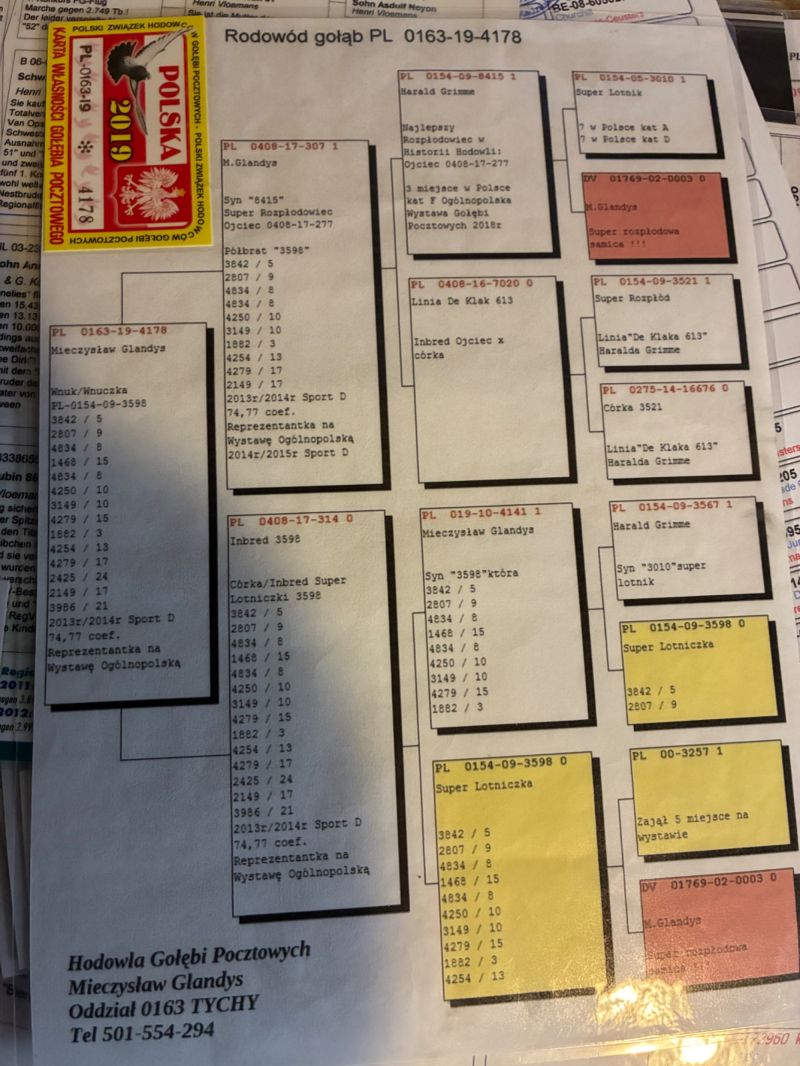 Rodowód gołąb PL 0163-19-4178
POLSKI ZWIĄZEK HODOWCÓW GOŁĘBI POCZTOWYCH
KARTA WŁASNOŚCI GOŁĘBIA POCZTOWEGO
PL-0163-19 * 4178
POLSKA
2019
PL 0163-19-4178
Mieczysław Glandys
Wnuk/Wnuczka
PL-0154-09-3598
3842 / 5
2807 / 9
4834 / 8
1468 / 15
4834 / 8
4250 / 10
3149 / 10
4279 / 15
1882 / 3
4254 / 13
4279 / 17
2425 / 24
2149 / 17
3986 / 21
2013r/2014r Sport D
74,77 coef.
Reprezentantka na
Wystawę Ogólnopolską
PL 0408-17-307 1
M.Glandys
Syn "8415"
Super Rozpłodowiec
Ojciec 0408-17-277
Półbrat "3598"
3842 / 5
2807 / 9
4834 / 8
4834 / 8
4250 / 10
3149 / 10
1882 / 3
4254 / 13
4279 / 17
2149 / 17
2013r/2014r Sport D
74,77 coef.
Reprezentantka na
Wystawę Ogólnopolską
2014r/2015r Sport D
PL 0408-17-314 0
Inbred 3598
Córka/Inbred Super
Lotniczki 3598
3842 / 5
2807 / 9
4834 / 8
1468 / 15
4834 / 8
4250 / 10
3149 / 10
4279 / 15
1882 / 3
4254 / 13
4279 / 17
2425 / 24
2149 / 17
3986 / 21
2013r/2014r Sport D
74,77 coef.
Reprezentantka na
Wystawę Ogólnopolską
PL 0154-09-8415 1
Harald Grimme
Najlepszy
Rozpłodowiec w
Historii Hodowli:
Ojciec 0408-17-277
3 miejsce w Polsce
kat F Ogólnopolska
Wystawa Gołębi
Pocztowych 2018r
PL 0408-16-7020 0
Linia De Klak 613
Inbred Ojciec x
córka
PL 019-10-4141 1
Mieczysław Glandys
Syn "3598"która
3842 / 5
2807 / 9
4834 / 8
1468 / 15
4834 / 8
4250 / 10
3149 / 10
4279 / 15
1882 / 3
PL 0154-09-3598 0
Super Lotniczka
3842 / 5
2809 / 9
4834 / 8
1468 / 15
4834 / 8
4250 / 10
3149 / 10
4279 / 15
1882 / 3
4254 / 13
PL 0154-05-3010 1
Super Lotnik
7 w Polsce kat A
7 w Polsce kat D
DV 01769-02-0003 0
M.Glandys
Super rozpłodowa
samica !!!
PL 0154-09-3521 1
Super Rozpłód
Linia"De Klaka 613"
Haralda Grimme
PL 0275-14-16676 0
Córka 3521
Linia"De Klaka 613"
Haralda Grimme
PL 0154-09-3567 1
Harald Grimme
Syn "3010"super
lotnik
PL 0154-09-3598 0
Super Lotniczka
3842 / 5
2807 / 9
PL 00-3257 1
Zajął 5 miejsce na
wystawie
DV 01769-02-0003 0
M.Glandys
Super rozpłodowa
samica !!!
Hodowla Gołębi Pocztowych
Mieczysław Glandys
Oddział 0163 TYCHY
Tel 501-554-294